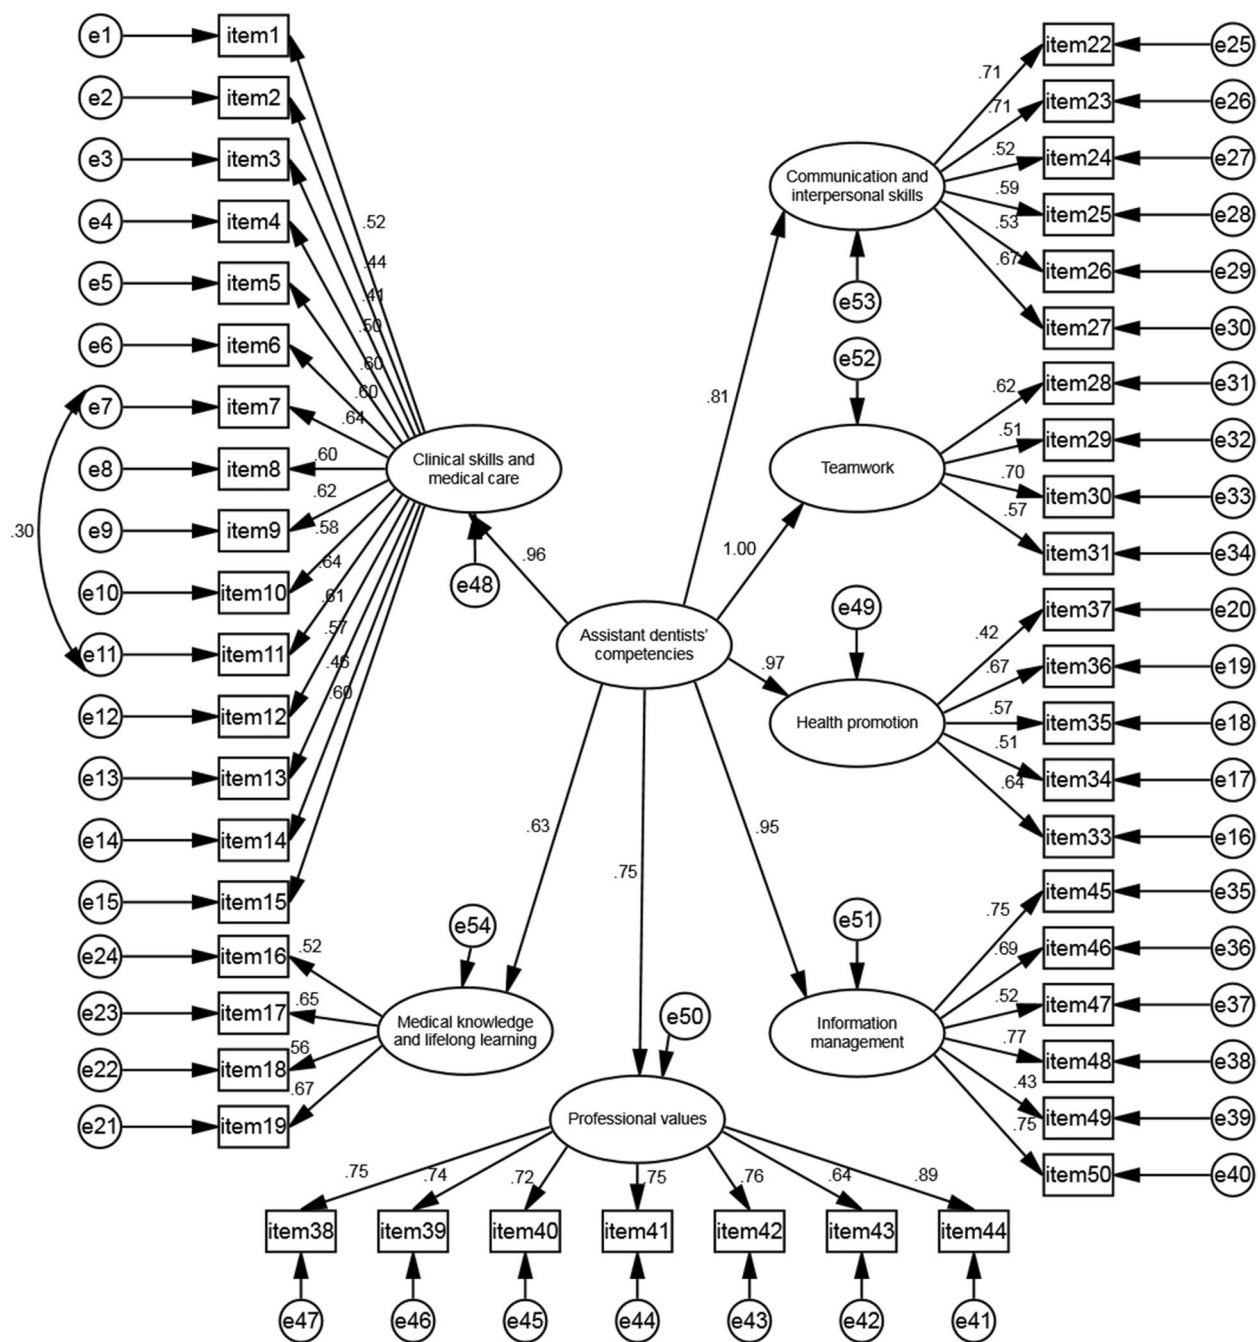 e1
item1
e2
item2
e3
item3
e4
item4
e5
item5
e6
item6
e7
item7
e8
item8
e9
item9
e10
item10
e11
item11
e12
item12
e13
item13
e14
item14
e15
item15
e24
item16
e23
item17
e22
item18
e21
item19
.30
.52
.44
.41
.50
.60
.60
.64
.60
.62
.58
.64
.61
.57
.46
.60
Clinical skills and
medical care
e48
.96
Assistant dentists’
competencies
.81
1.00
.97
.95
.75
.63
Communication and
interpersonal skills
e53
.71
.71
.52
.59
.53
.67
item22
e25
item23
e26
item24
e27
item25
e28
item26
e29
item27
e30
e52
Teamwork
.62
.51
.70
.57
item28
e31
item29
e32
item30
e33
item31
e34
e49
Health promotion
.42
.67
.57
.51
.64
item37
e20
item36
e19
item35
e18
item34
e17
item33
e16
e51
Information
management
.75
.69
.52
.77
.43
.75
item45
e35
item46
e36
item47
e37
item48
e38
item49
e39
item50
e40
e54
Medical knowledge
and lifelong learning
.52
.65
.56
.67
e50
Professional values
.75
.74
.72
.75
.76
.64
.89
item38
item39
item40
item41
item42
item43
item44
e47
e46
e45
e44
e43
e42
e41